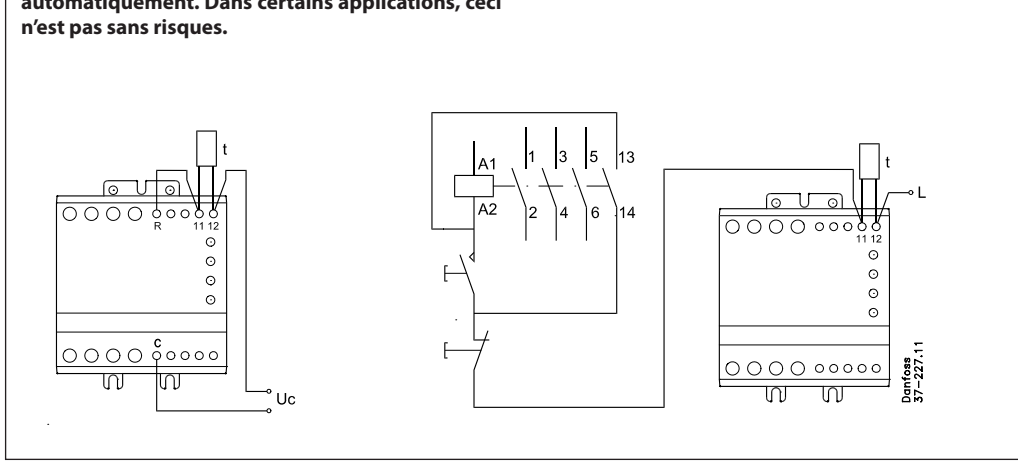 automatiquement. Dans certains applications, ceci
n'est pas sans risques.
t
R
11 12
c
Uc
A1
A2
1
3
5
13
2
4
6
14
t
L
11 12
Danfoss
37-227.11